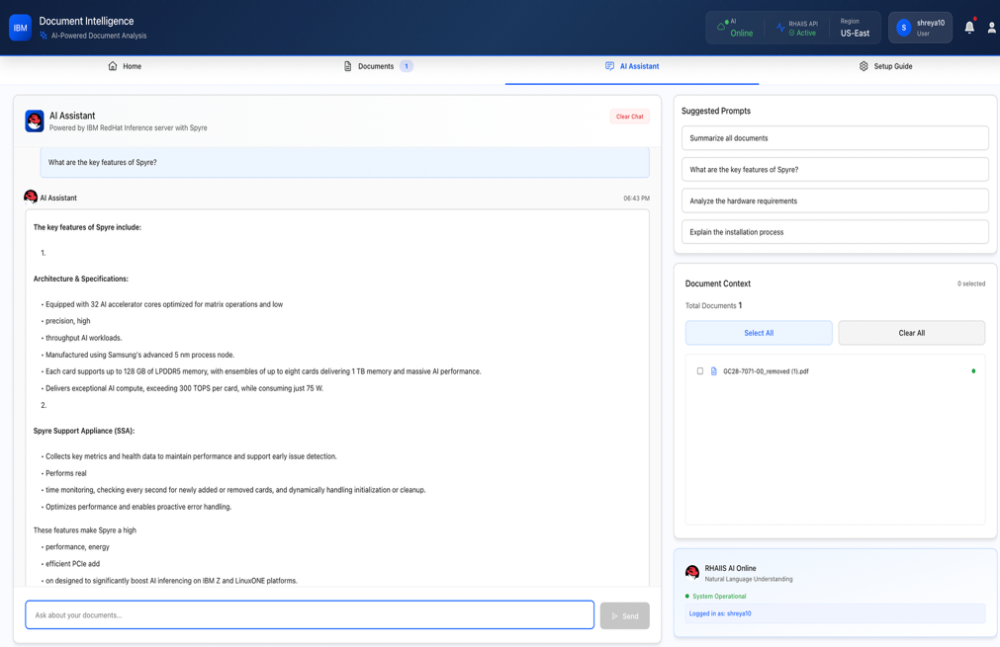 IBM
Document Intelligence
AI-Powered Document Analysis
AI
Online
RHAIIS API
Active
Region
US-East
S
shreya10
User
Home
Documents 1
AI Assistant
Setup Guide
AI Assistant
Powered by IBM RedHat Inference server with Spyre
Clear Chat
What are the key features of Spyre?
AI Assistant
06:43 PM
The key features of Spyre include:
1.
Architecture & Specifications:
• Equipped with 32 AI accelerator cores optimized for matrix operations and low
• precision, high
• throughput AI workloads.
• Manufactured using Samsung's advanced 5 nm process node.
• Each card supports up to 128 GB of LPDDR5 memory, with ensembles of up to eight cards delivering 1 TB memory and massive AI performance.
• Delivers exceptional AI compute, exceeding 300 TOPS per card, while consuming just 75 W.
2.
Spyre Support Appliance (SSA):
• Collects key metrics and health data to maintain performance and support early issue detection.
• Performs real
• time monitoring, checking every second for newly added or removed cards, and dynamically handling initialization or cleanup.
• Optimizes performance and enables proactive error handling.
These features make Spyre a high
• performance, energy
• efficient PCIe add
• on designed to significantly boost AI inferencing on IBM Z and LinuxONE platforms.
Ask about your documents...
Send
Suggested Prompts
Summarize all documents
What are the key features of Spyre?
Analyze the hardware requirements
Explain the installation process
Document Context
0 selected
Total Documents 1
Select All
Clear All
GC28-7071-00_removed (1).pdf
RHAIIS AI Online
Natural Language Understanding
System Operational
Logged in as: shreya10